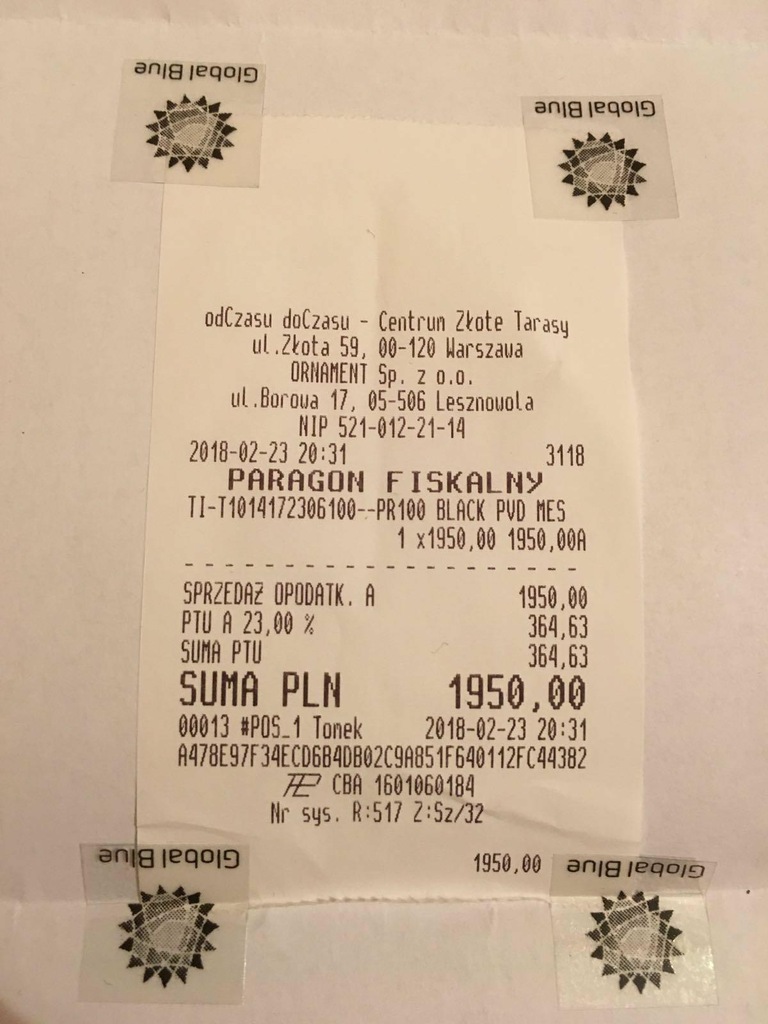 Global Blue
Global Blue
odCzasu doCzasu - Centrum Złote Tarasy
ul.Złota 59, 00-120 Warszawa
ORNAMENT Sp. z o.o.
ul.Borowa 17, 05-506 Lesznowola
NIP 521-012-21-14
2018-02-23 20:31 3118
PARAGON FISKALNY
TI-T1014172306100--PR100 BLACK PVD MES
1 x1950,00 1950,00A
- - - - - - - - - - - - - - - - - - - -
SPRZEDAŻ OPODATK. A 1950,00
PTU A 23,00 % 364,63
SUMA PTU 364,63
SUMA PLN 1950,00
00013 #POS_1 Tomek 2018-02-23 20:31
A478E97F34ECD6B4DB02C9A851F640112FC44382
CBA 1601060184
Nr sys. R:517 Z:Sz/32
1950,00
Global Blue
Global Blue